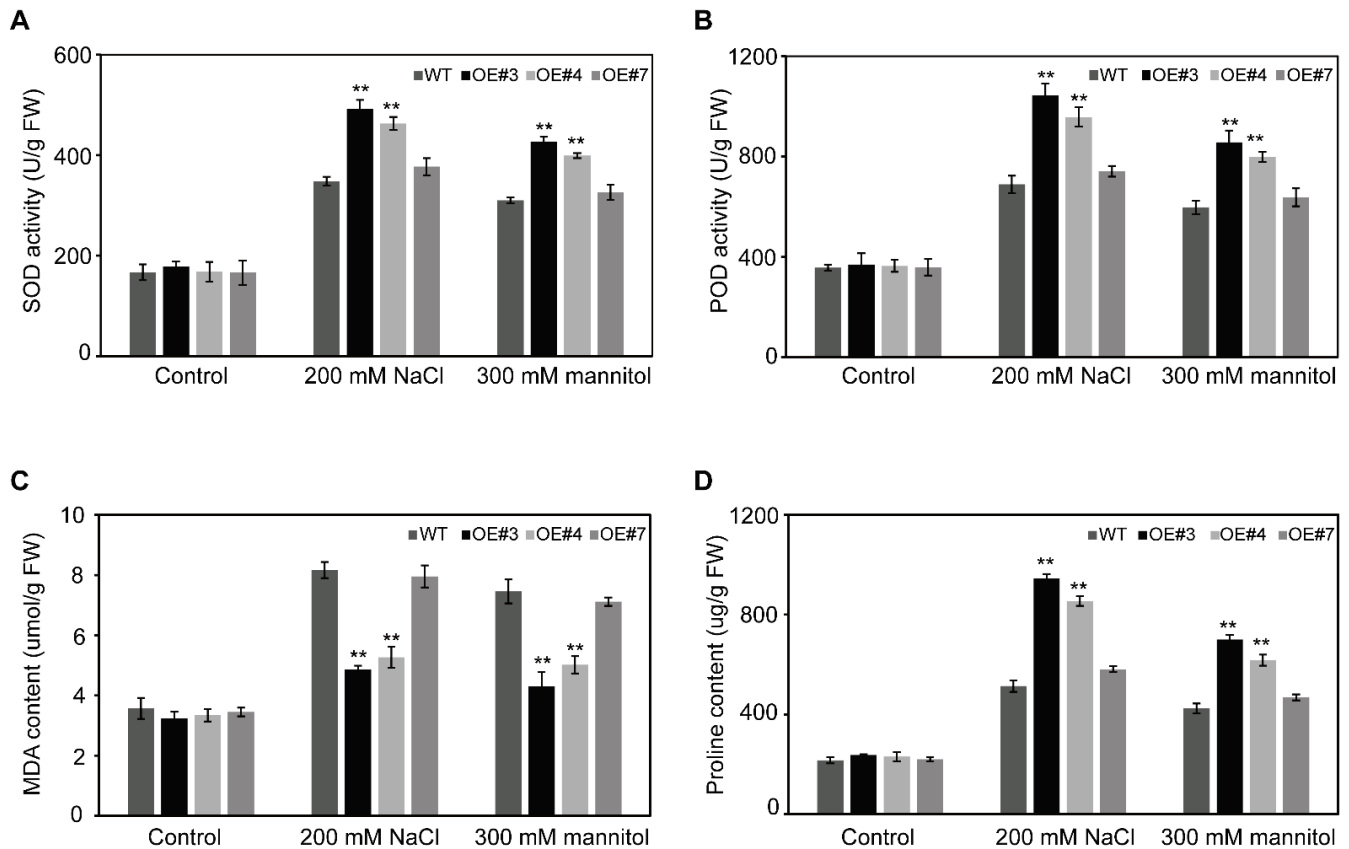 A
SOD activity (U/g FW)
600
400
200
0
WT OE#3 OE#4 OE#7
** **
** **
Control 200 mM NaCl 300 mM mannitol
B
POD activity (U/g FW)
1200
800
400
0
WT OE#3 OE#4 OE#7
** **
** **
Control 200 mM NaCl 300 mM mannitol
C
MDA content (umol/g FW)
10
8
6
4
2
0
WT OE#3 OE#4 OE#7
** **
** **
Control 200 mM NaCl 300 mM mannitol
D
Proline content (ug/g FW)
1200
800
400
0
WT OE#3 OE#4 OE#7
** **
** **
Control 200 mM NaCl 300 mM mannitol